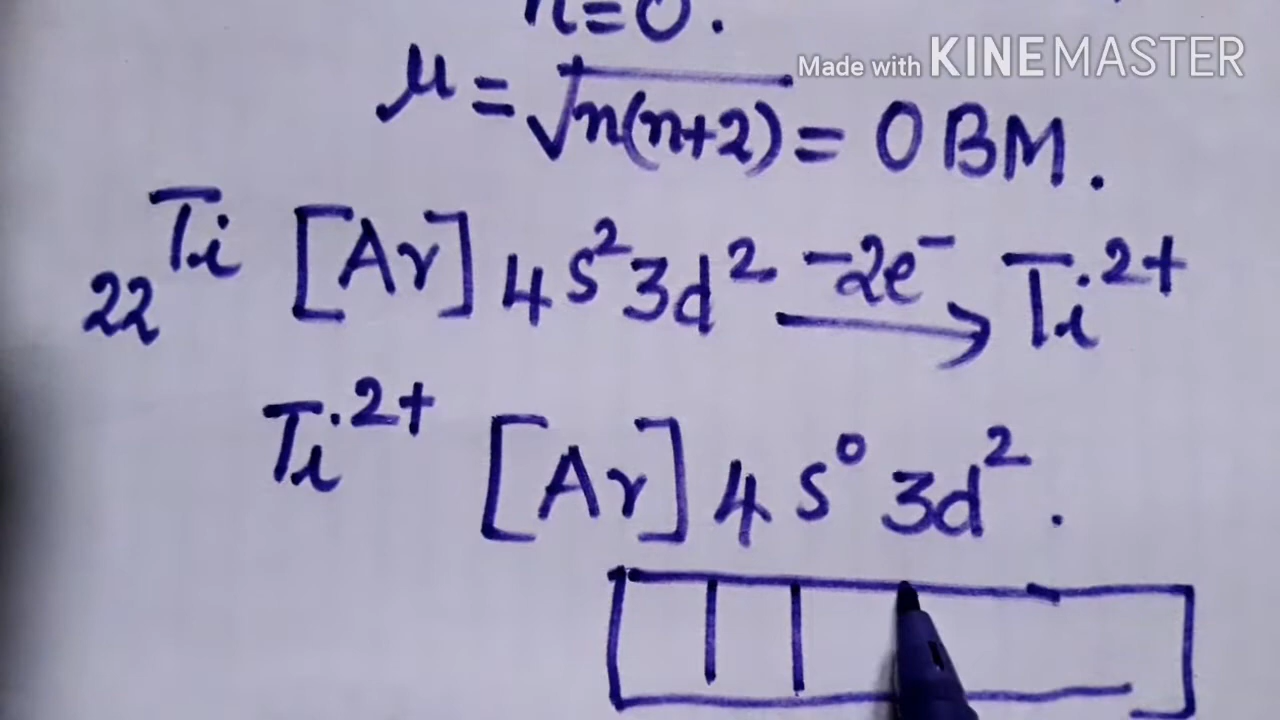 n=0.
Made with KINEMASTER
μ = √n(n+2) = 0 BM.
₂₂Ti [Ar] 4s² 3d² −2e⁻ → Ti²⁺
Ti²⁺ [Ar] 4s⁰ 3d².